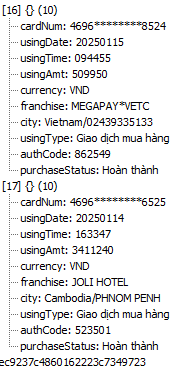 [16] {} (10)
cardNum: 4696********8524
usingDate: 20250115
usingTime: 094455
usingAmt: 509950
currency: VND
franchise: MEGAPAY*VETC
city: Vietnam/02439335133
usingType: Giao dịch mua hàng
authCode: 862549
purchaseStatus: Hoàn thành
[17] {} (10)
cardNum: 4696********6525
usingDate: 20250114
usingTime: 163347
usingAmt: 3411240
currency: VND
franchise: JOLI HOTEL
city: Cambodia/PHNOM PENH
usingType: Giao dịch mua hàng
authCode: 523501
purchaseStatus: Hoàn thành
ec9237c4860162223c7349723